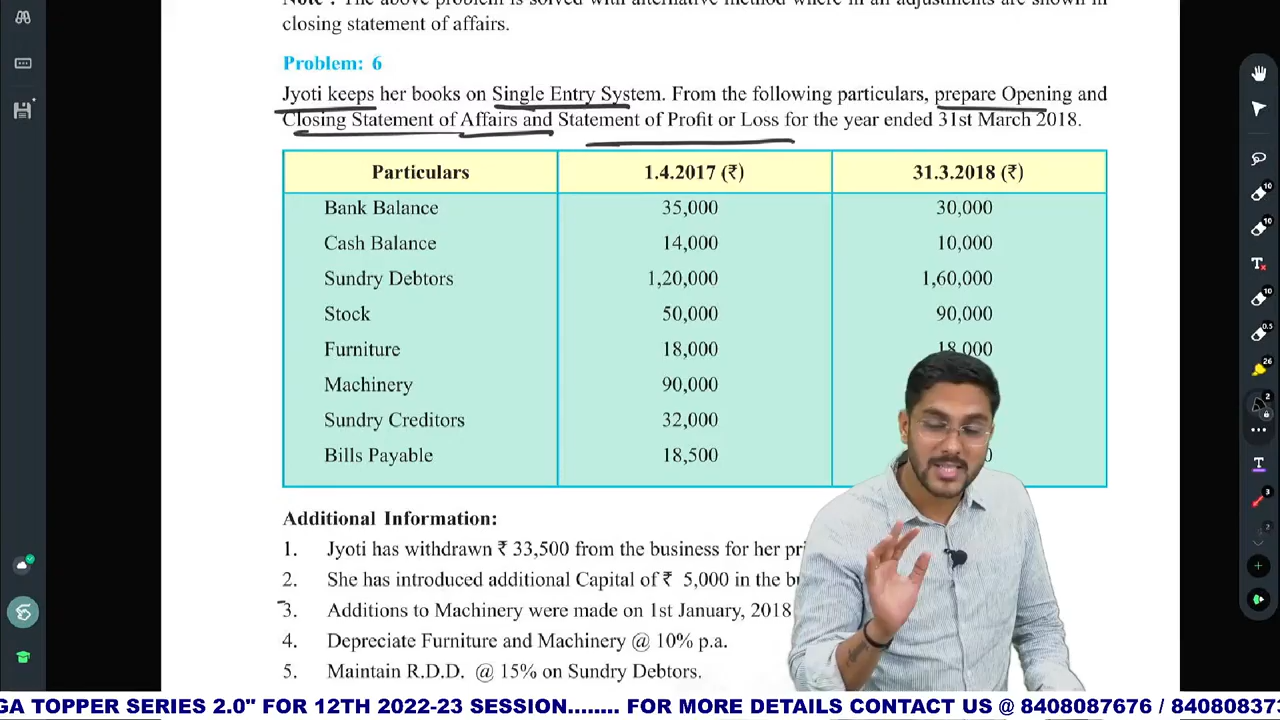 Note : The above problem is solved with alternative method where in all adjustments are shown in
closing statement of affairs.
Problem: 6
Jyoti keeps her books on Single Entry System. From the following particulars, prepare Opening and
Closing Statement of Affairs and Statement of Profit or Loss for the year ended 31st March 2018.
Particulars 1.4.2017 (₹) 31.3.2018 (₹)
Bank Balance 35,000 30,000
Cash Balance 14,000 10,000
Sundry Debtors 1,20,000 1,60,000
Stock 50,000 90,000
Furniture 18,000 18,000
Machinery 90,000
Sundry Creditors 32,000
Bills Payable 18,500
Additional Information:
1. Jyoti has withdrawn ₹ 33,500 from the business for her
2. She has introduced additional Capital of ₹ 5,000 in the
3. Additions to Machinery were made on 1st January, 2018
4. Depreciate Furniture and Machinery @ 10% p.a.
5. Maintain R.D.D. @ 15% on Sundry Debtors.
GA TOPPER SERIES 2.0" FOR 12TH 2022-23 SESSION........ FOR MORE DETAILS CONTACT US @ 8408087676 / 84080837